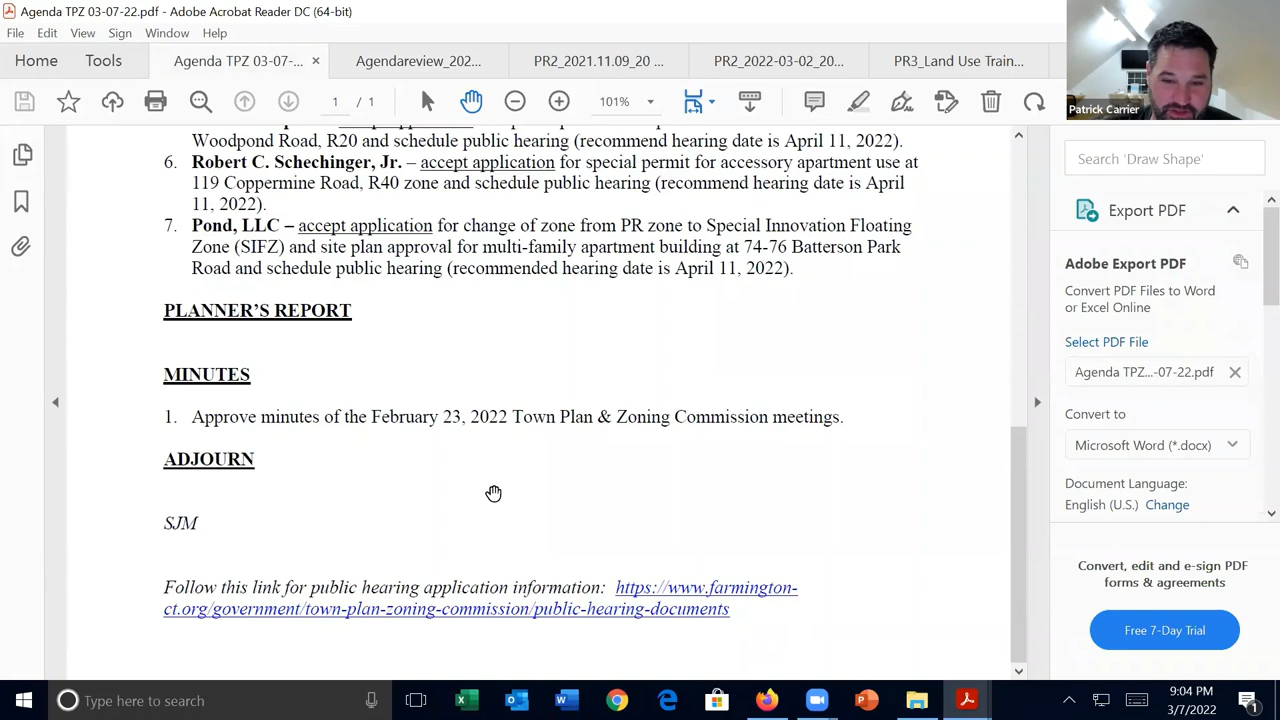 Agenda TPZ 03-07-22.pdf - Adobe Acrobat Reader DC (64-bit)
File Edit View Sign Window Help
Home Tools Agenda TPZ 03-07-... × Agendareview_202... PR2_2021.11.09_20 ... PR2_2022-03-02_20... PR3_Land Use Train...
1 / 1 101%
Patrick Carrier
Woodpond Road, R20 and schedule public hearing (recommend hearing date is April 11, 2022).
6. Robert C. Schechinger, Jr. – accept application for special permit for accessory apartment use at
119 Coppermine Road, R40 zone and schedule public hearing (recommend hearing date is April
11, 2022).
7. Pond, LLC – accept application for change of zone from PR zone to Special Innovation Floating
Zone (SIFZ) and site plan approval for multi-family apartment building at 74-76 Batterson Park
Road and schedule public hearing (recommended hearing date is April 11, 2022).
PLANNER'S REPORT
MINUTES
1. Approve minutes of the February 23, 2022 Town Plan & Zoning Commission meetings.
ADJOURN
SJM
Follow this link for public hearing application information: https://www.farmington-
ct.org/government/town-plan-zoning-commission/public-hearing-documents
Search 'Draw Shape'
Export PDF
Adobe Export PDF
Convert PDF Files to Word
or Excel Online
Select PDF File
Agenda TPZ...-07-22.pdf
Convert to
Microsoft Word (*.docx)
Document Language:
English (U.S.) Change
Convert, edit and e-sign PDF
forms & agreements
Free 7-Day Trial
Type here to search
9:04 PM
3/7/2022
1